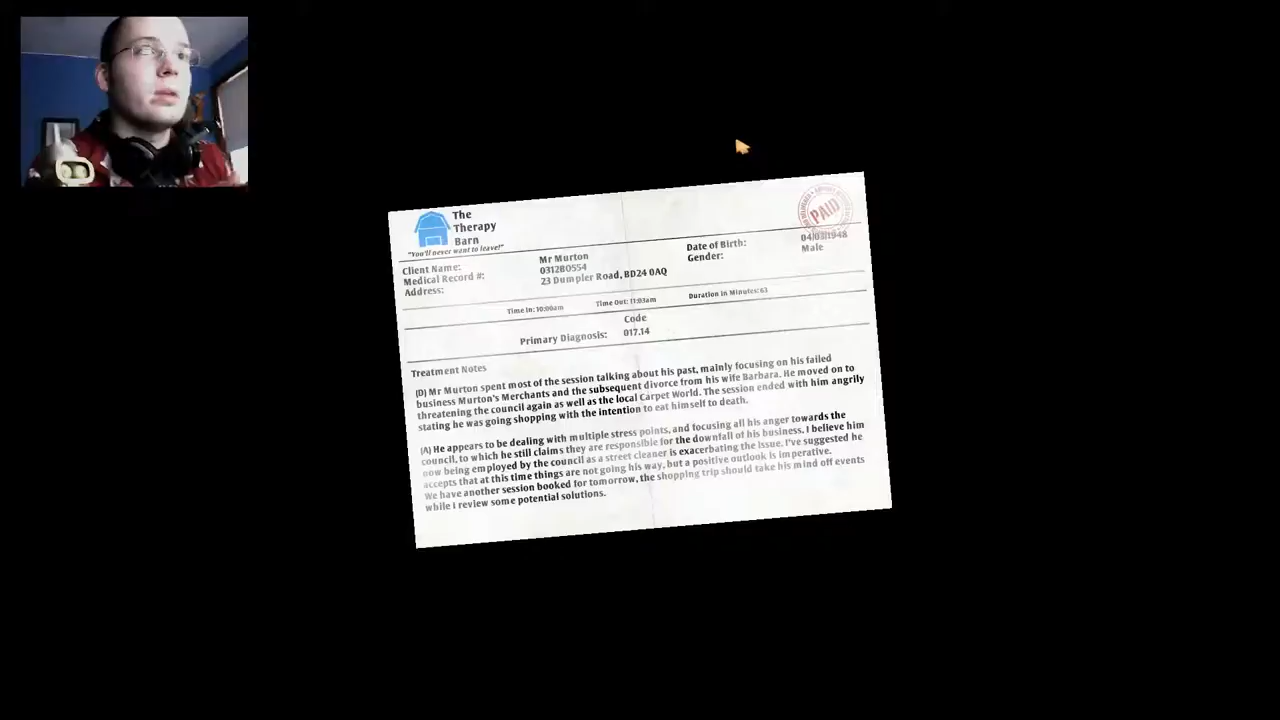 The
Therapy
Barn
"You'll never want to leave!"
PAID
Client Name: Mr Murton Date of Birth: 04/03/1948
Medical Record #: 0312BO554 Gender: Male
Address: 23 Dumpler Road, BD24 0AQ
Time In: 10:00am Time Out: 11:03am Duration in Minutes: 63
Code
Primary Diagnosis: 017.14
Treatment Notes
(D) Mr Murton spent most of the session talking about his past, mainly focusing on his failed
business Murton's Merchants and the subsequent divorce from his wife Barbara. He moved on to
threatening the council again as well as the local Carpet World. The session ended with him angrily
stating he was going shopping with the intention to eat himself to death.
(A) He appears to be dealing with multiple stress points, and focusing all his anger towards the
council, to which he still claims they are responsible for the downfall of his business. I believe him
now being employed by the council as a street cleaner is exacerbating the issue. I've suggested he
accepts that at this time things are not going his way, but a positive outlook is imperative.
We have another session booked for tomorrow, the shopping trip should take his mind off events
while I review some potential solutions.